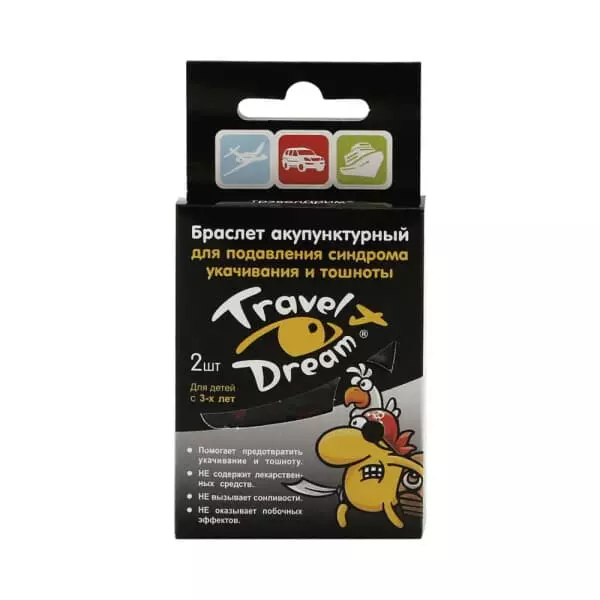 Браслет акупунктурный
для подавления синдрома
укачивания и тошноты
Travel
Dream®
2шт
Для детей
с 3-х лет
• Помогает предотвратить
укачивание и тошноту.
• НЕ содержит лекарствен-
ных средств.
• НЕ вызывает сонливости.
• НЕ оказывает побочных
эффектов.